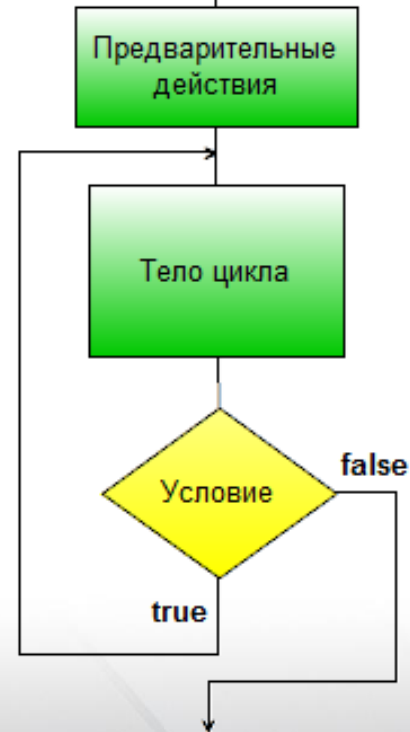 Предварительные
действия
Тело цикла
Условие
false
true